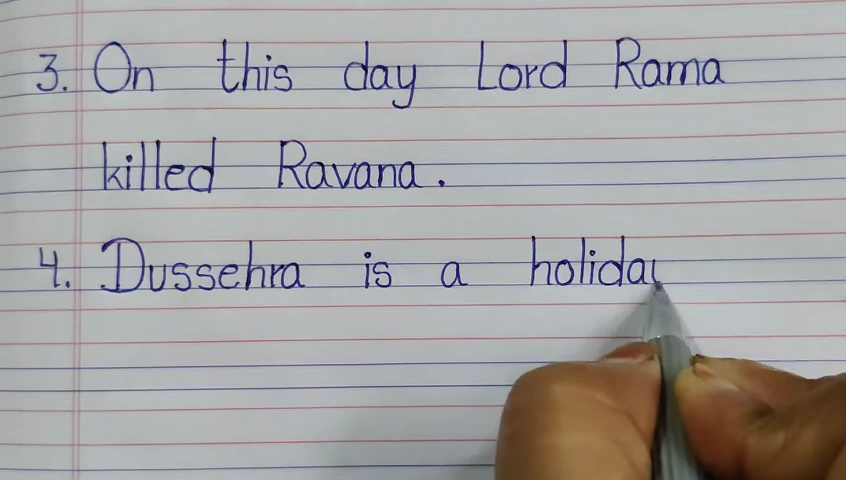 3. On this day Lord Rama
killed Ravana.
4. Dussehra is a holida